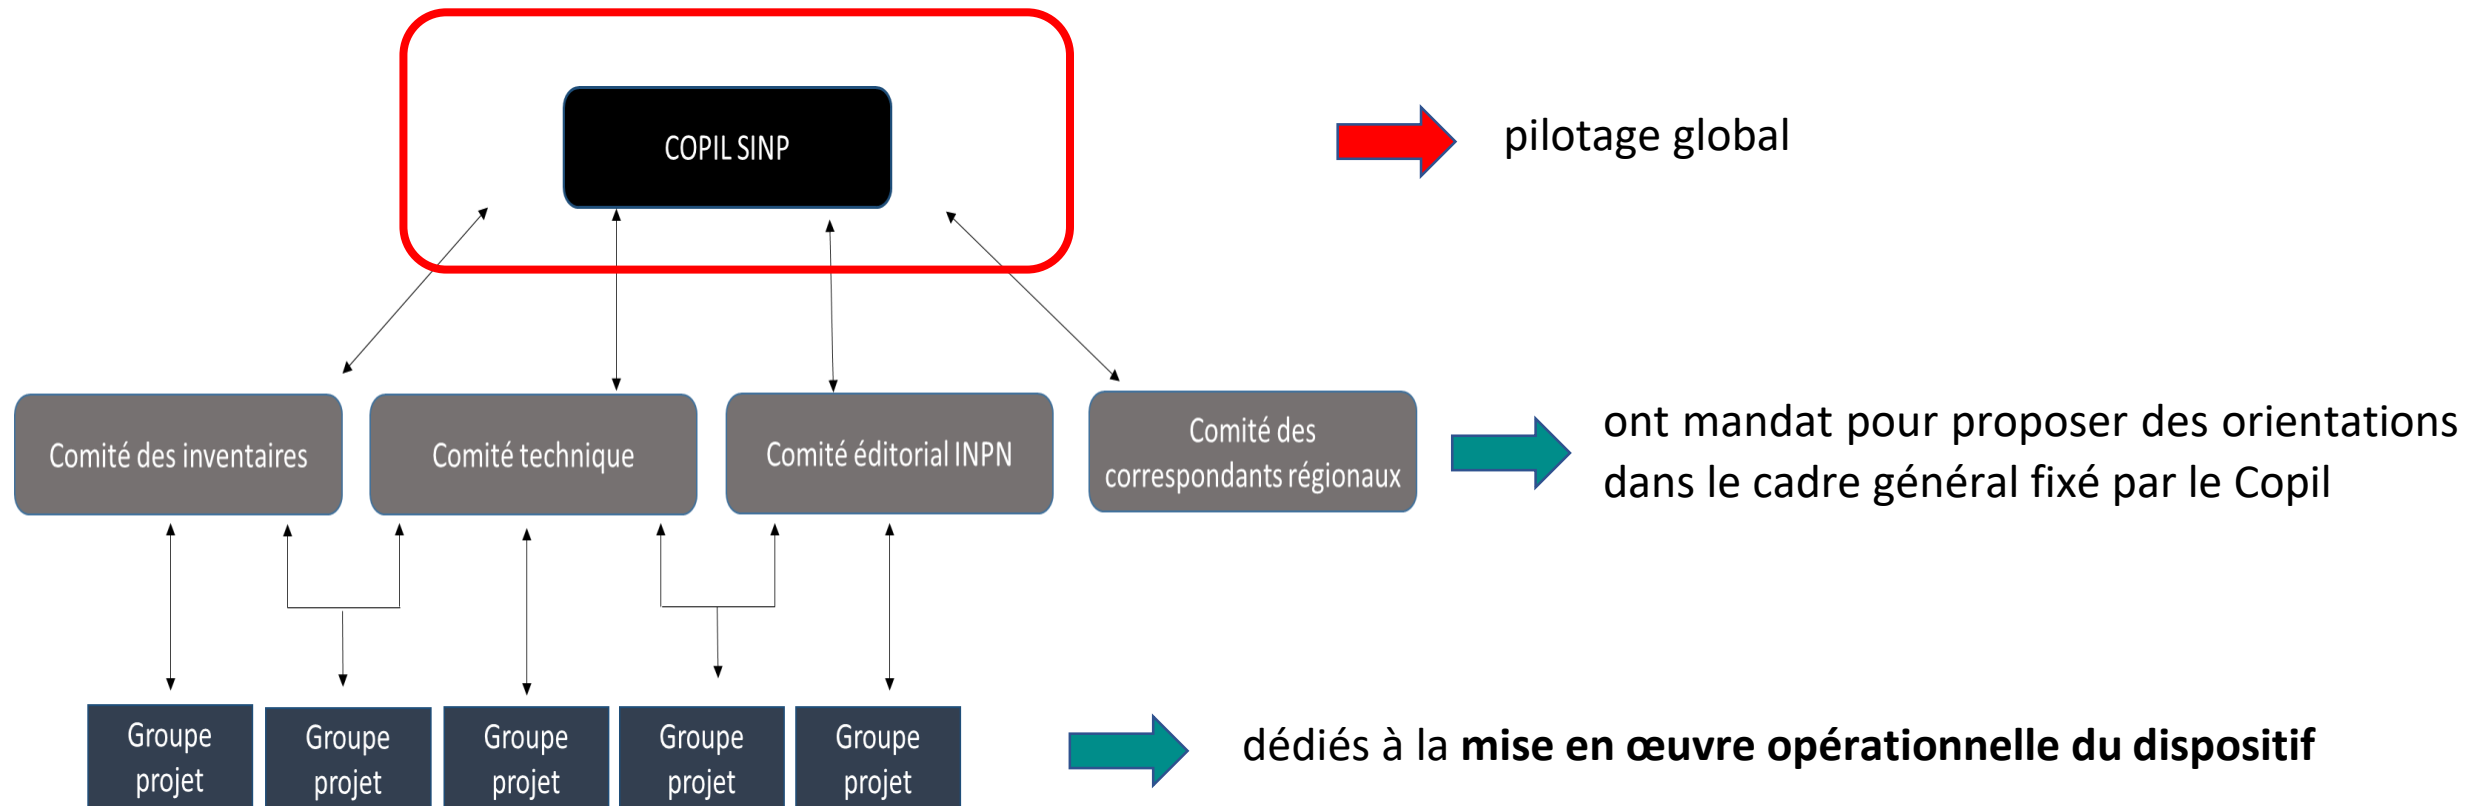 COPIL SINP
pilotage global
Comité des inventaires
Comité technique
Comité éditorial INPN
Comité des
correspondants régionaux
ont mandat pour proposer des orientations
dans le cadre général fixé par le Copil
Groupe
projet
Groupe
projet
Groupe
projet
Groupe
projet
Groupe
projet
dédiés à la mise en œuvre opérationnelle du dispositif